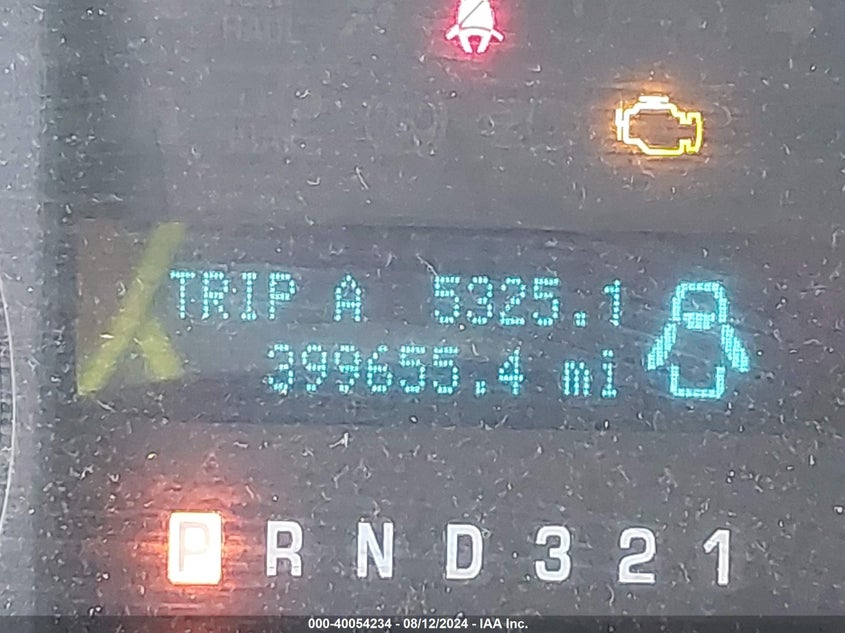 TRIP A 5325.1
399655.4 mi
P R N D 3 2 1
000-40054234 - 08/12/2024 - IAA Inc.